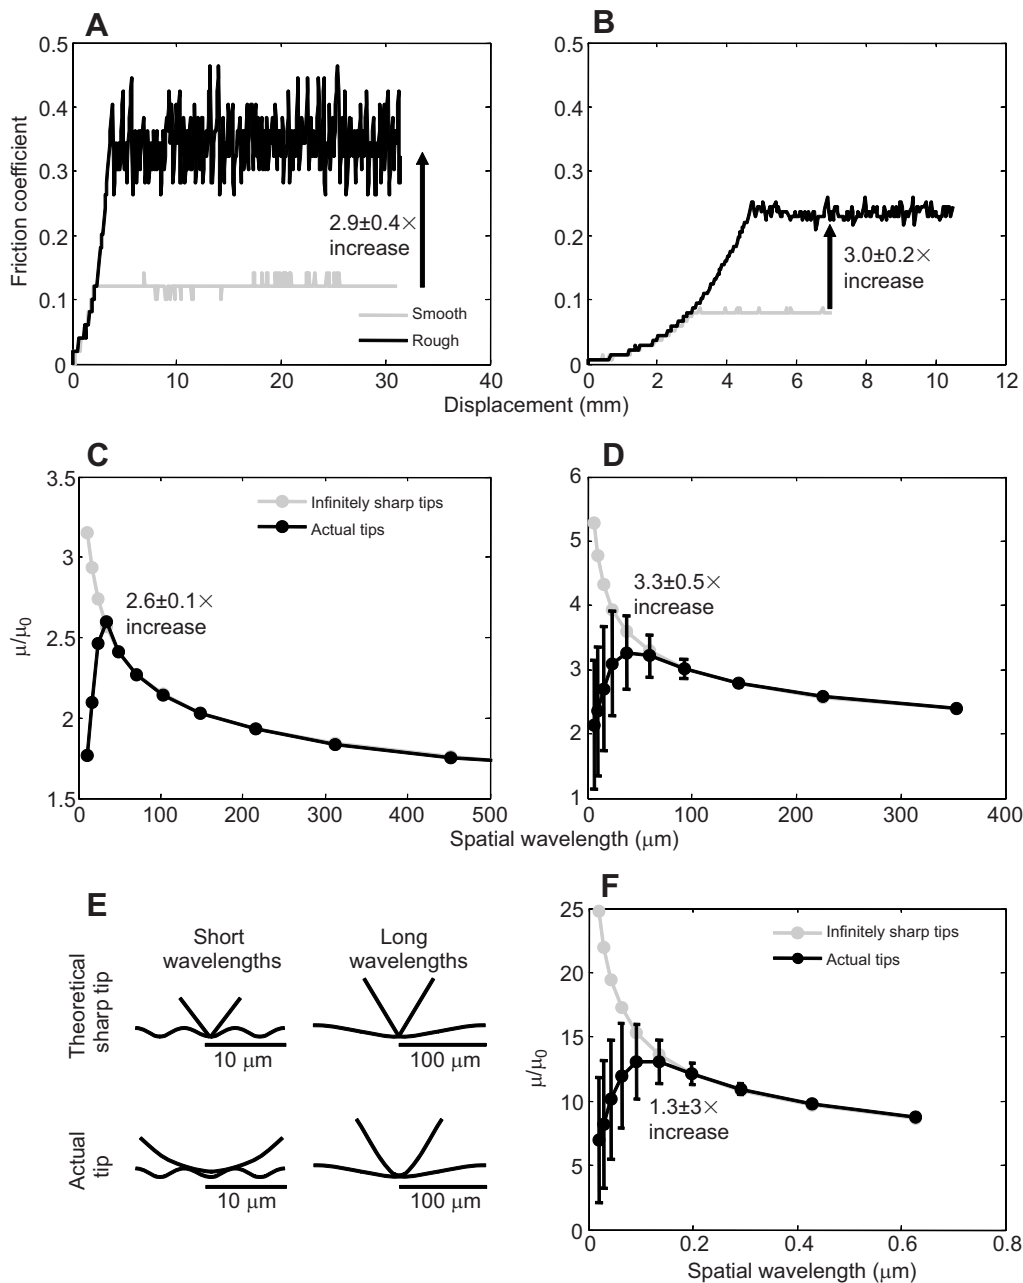 A
B
0.5
0.4
0.3
0.2
0.1
0
Friction coefficient
2.9±0.4×
increase
Smooth
Rough
0
10
20
30
40
0.5
0.4
0.3
0.2
0.1
0
3.0±0.2×
increase
0
2
4
6
8
10
12
Displacement (mm)
C
D
3.5
3
2.5
2
1.5
μ/μ0
Infinitely sharp tips
Actual tips
2.6±0.1×
increase
0
100
200
300
400
500
6
5
4
3
2
1
3.3±0.5×
increase
0
100
200
300
400
Spatial wavelength (μm)
E
Short
wavelengths
Long
wavelengths
Theoretical
sharp tip
10 μm
100 μm
Actual
tip
10 μm
100 μm
F
25
20
15
10
5
0
μ/μ0
Infinitely sharp tips
Actual tips
1.3±3×
increase
0
0.2
0.4
0.6
0.8
Spatial wavelength (μm)